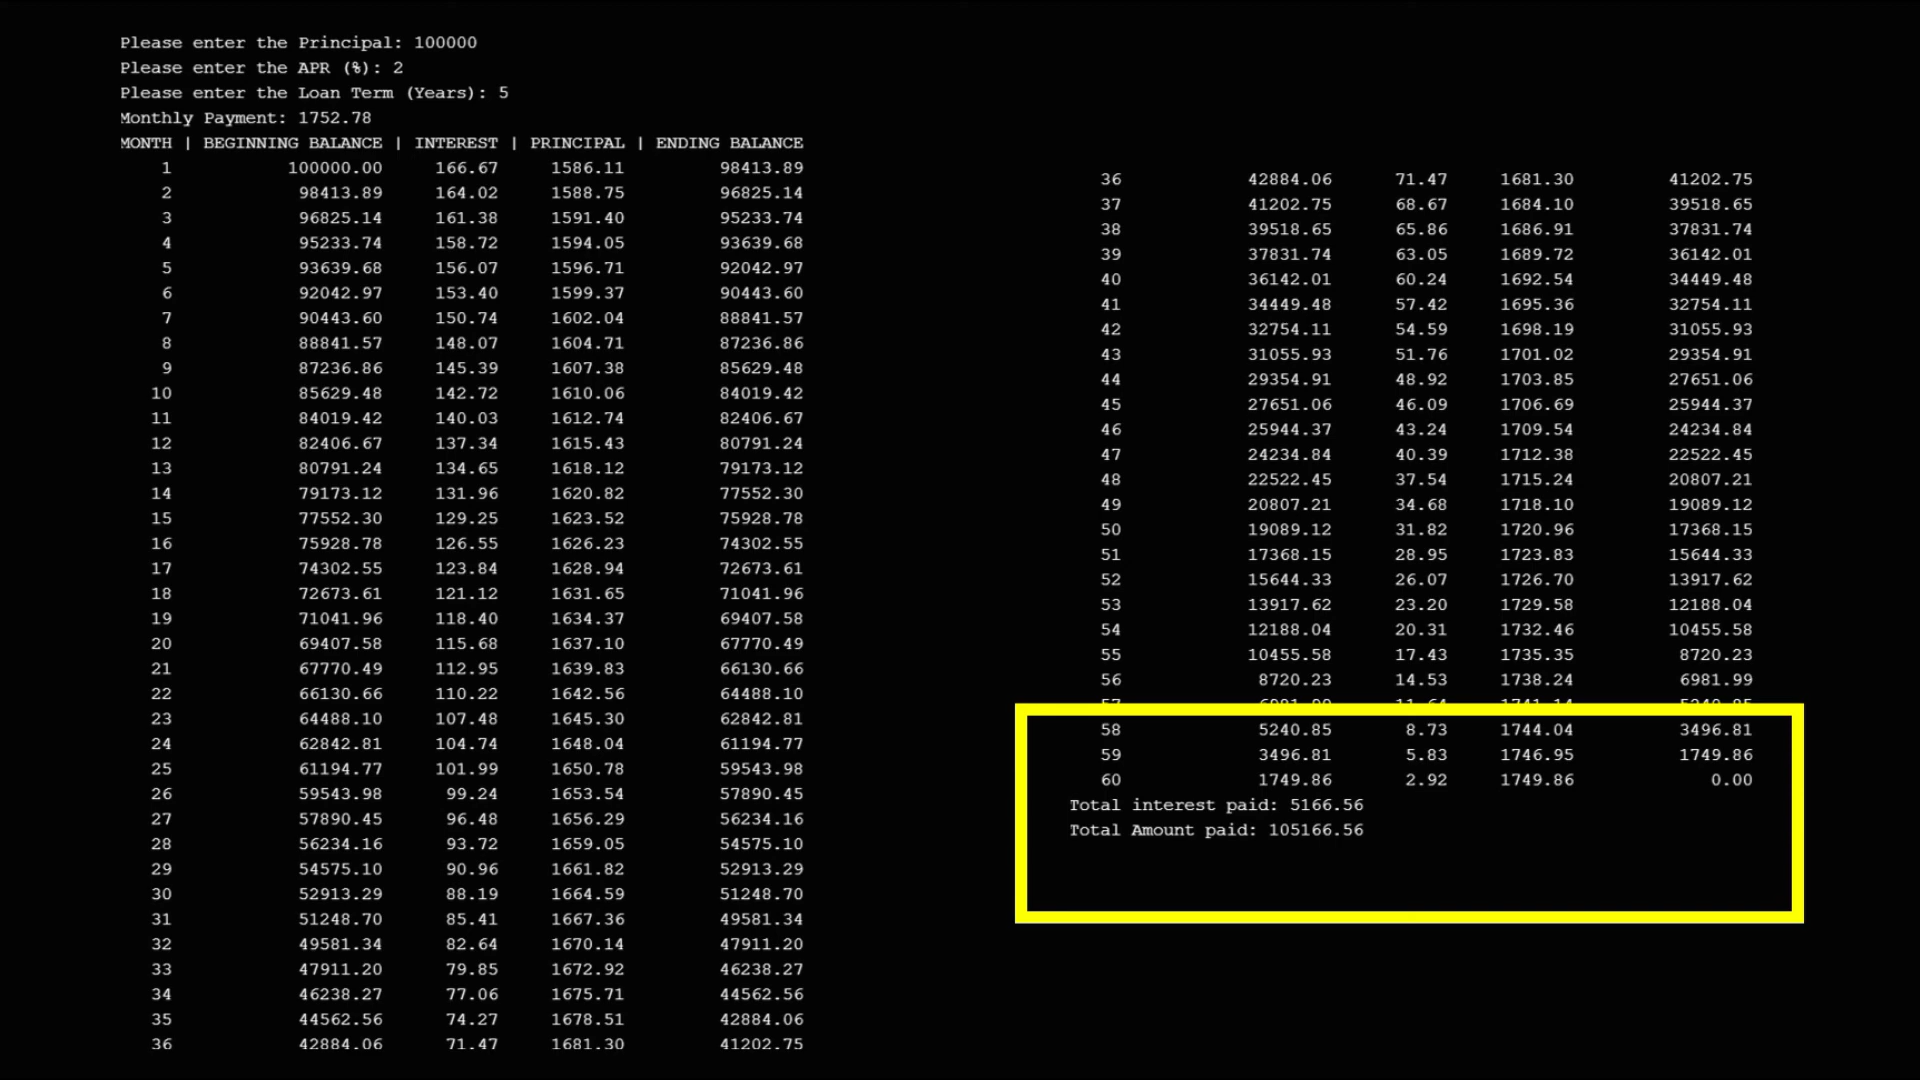 Please enter the Principal: 100000
Please enter the APR (%): 2
Please enter the Loan Term (Years): 5
Monthly Payment: 1752.78
MONTH | BEGINNING BALANCE | INTEREST | PRINCIPAL | ENDING BALANCE
1 100000.00 166.67 1586.11 98413.89
2 98413.89 164.02 1588.75 96825.14
3 96825.14 161.38 1591.40 95233.74
4 95233.74 158.72 1594.05 93639.68
5 93639.68 156.07 1596.71 92042.97
6 92042.97 153.40 1599.37 90443.60
7 90443.60 150.74 1602.04 88841.57
8 88841.57 148.07 1604.71 87236.86
9 87236.86 145.39 1607.38 85629.48
10 85629.48 142.72 1610.06 84019.42
11 84019.42 140.03 1612.74 82406.67
12 82406.67 137.34 1615.43 80791.24
13 80791.24 134.65 1618.12 79173.12
14 79173.12 131.96 1620.82 77552.30
15 77552.30 129.25 1623.52 75928.78
16 75928.78 126.55 1626.23 74302.55
17 74302.55 123.84 1628.94 72673.61
18 72673.61 121.12 1631.65 71041.96
19 71041.96 118.40 1634.37 69407.58
20 69407.58 115.68 1637.10 67770.49
21 67770.49 112.95 1639.83 66130.66
22 66130.66 110.22 1642.56 64488.10
23 64488.10 107.48 1645.30 62842.81
24 62842.81 104.74 1648.04 61194.77
25 61194.77 101.99 1650.78 59543.98
26 59543.98 99.24 1653.54 57890.45
27 57890.45 96.48 1656.29 56234.16
28 56234.16 93.72 1659.05 54575.10
29 54575.10 90.96 1661.82 52913.29
30 52913.29 88.19 1664.59 51248.70
31 51248.70 85.41 1667.36 49581.34
32 49581.34 82.64 1670.14 47911.20
33 47911.20 79.85 1672.92 46238.27
34 46238.27 77.06 1675.71 44562.56
35 44562.56 74.27 1678.51 42884.06
36 42884.06 71.47 1681.30 41202.75
36 42884.06 71.47 1681.30 41202.75
37 41202.75 68.67 1684.10 39518.65
38 39518.65 65.86 1686.91 37831.74
39 37831.74 63.05 1689.72 36142.01
40 36142.01 60.24 1692.54 34449.48
41 34449.48 57.42 1695.36 32754.11
42 32754.11 54.59 1698.19 31055.93
43 31055.93 51.76 1701.02 29354.91
44 29354.91 48.92 1703.85 27651.06
45 27651.06 46.09 1706.69 25944.37
46 25944.37 43.24 1709.54 24234.84
47 24234.84 40.39 1712.38 22522.45
48 22522.45 37.54 1715.24 20807.21
49 20807.21 34.68 1718.10 19089.12
50 19089.12 31.82 1720.96 17368.15
51 17368.15 28.95 1723.83 15644.33
52 15644.33 26.07 1726.70 13917.62
53 13917.62 23.20 1729.58 12188.04
54 12188.04 20.31 1732.46 10455.58
55 10455.58 17.43 1735.35 8720.23
56 8720.23 14.53 1738.24 6981.99
58 5240.85 8.73 1744.04 3496.81
59 3496.81 5.83 1746.95 1749.86
60 1749.86 2.92 1749.86 0.00
Total interest paid: 5166.56
Total Amount paid: 105166.56